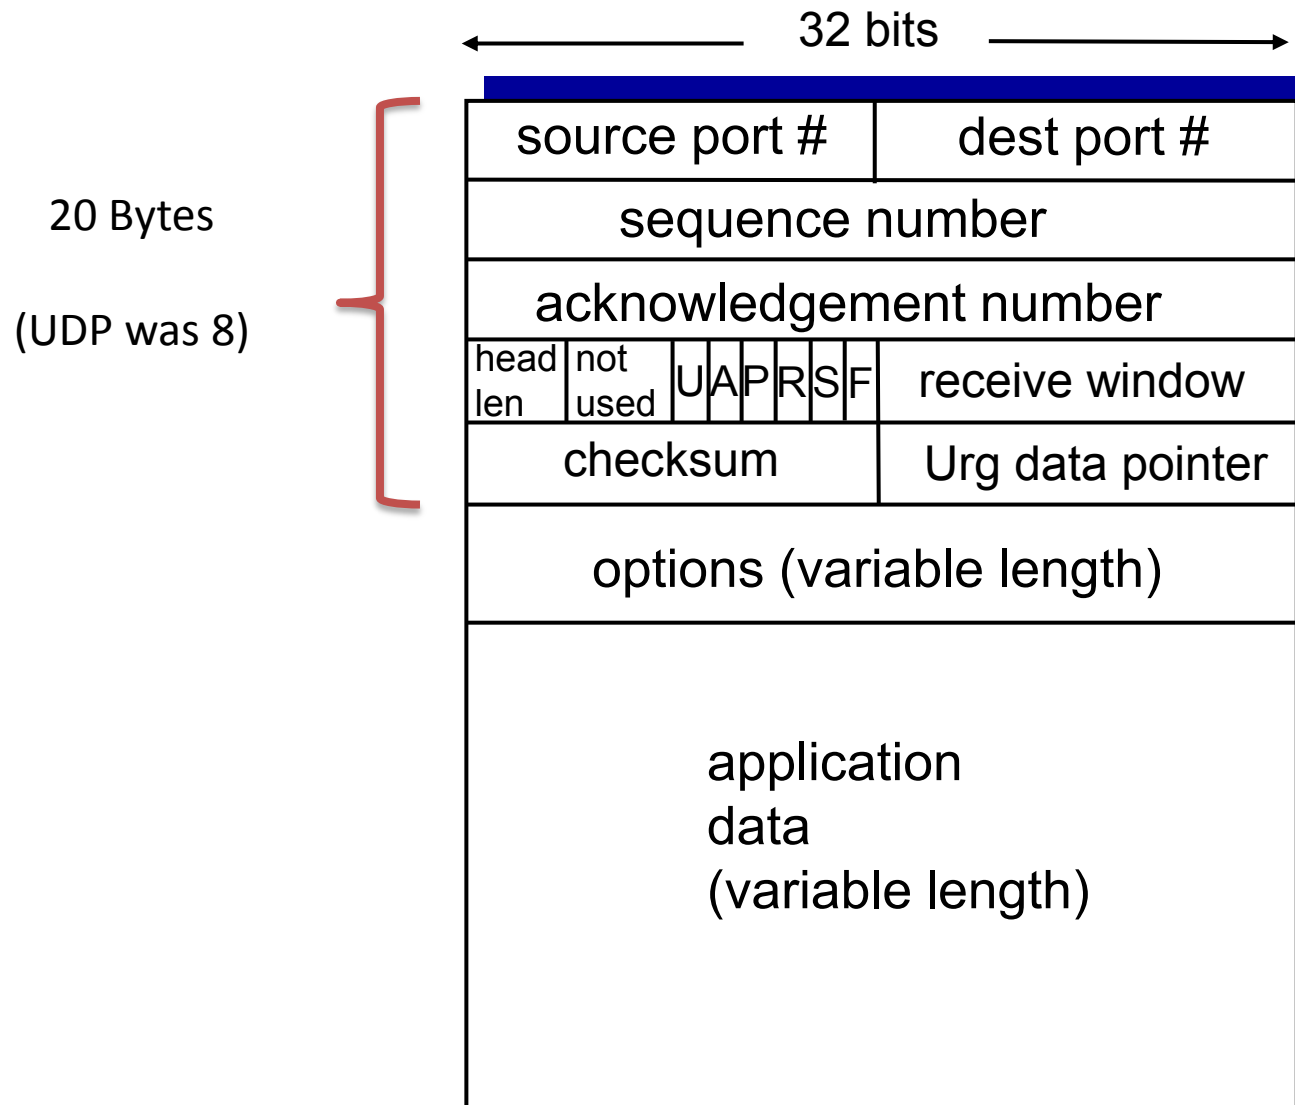 32 bits
source port # dest port #
20 Bytes
sequence number
(UDP was 8)
acknowledgement number
head len not used U A P R S F receive window
checksum Urg data pointer
options (variable length)
application
data
(variable length)